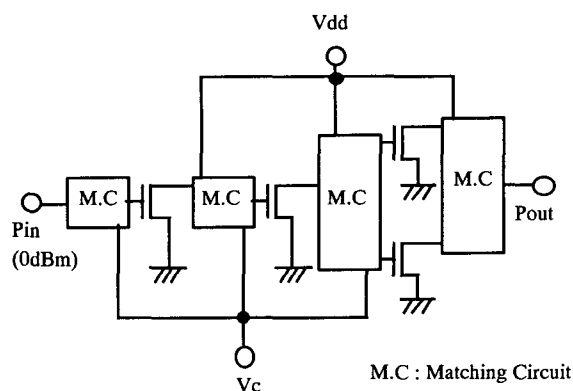 Vdd
M.C
M.C
M.C
M.C
Pin
(0dBm)
Pout
Vc
M.C : Matching Circuit